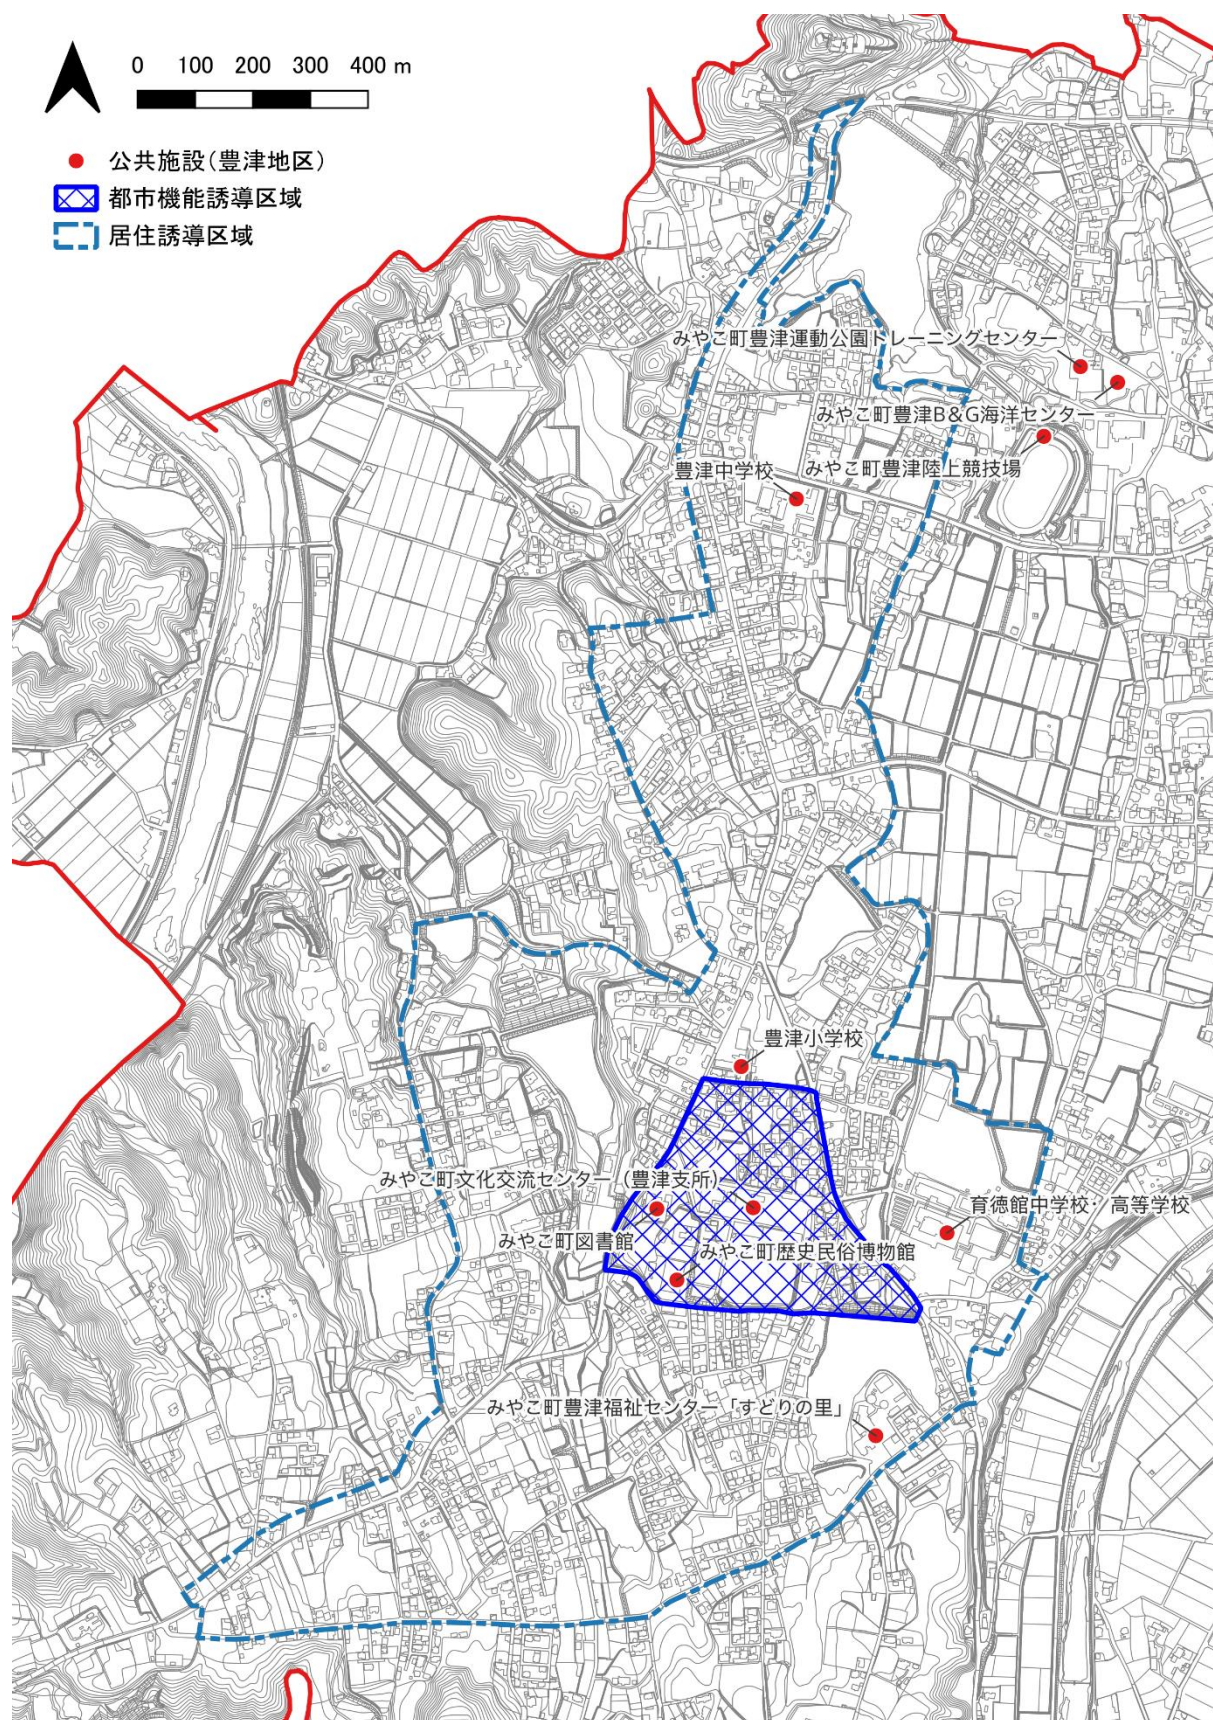 0 100 200 300 400 m
公共施設(豊津地区)
都市機能誘導区域
居住誘導区域
みやこ町豊津運動公園トレーニングセンター
みやこ町豊津B&G海洋センター
みやこ町豊津陸上競技場
豊津中学校
豊津小学校
みやこ町文化交流センター(豊津支所)
育徳館中学校・高等学校
みやこ町図書館
みやこ町歴史民俗博物館
みやこ町豊津福祉センター「すどりの里」